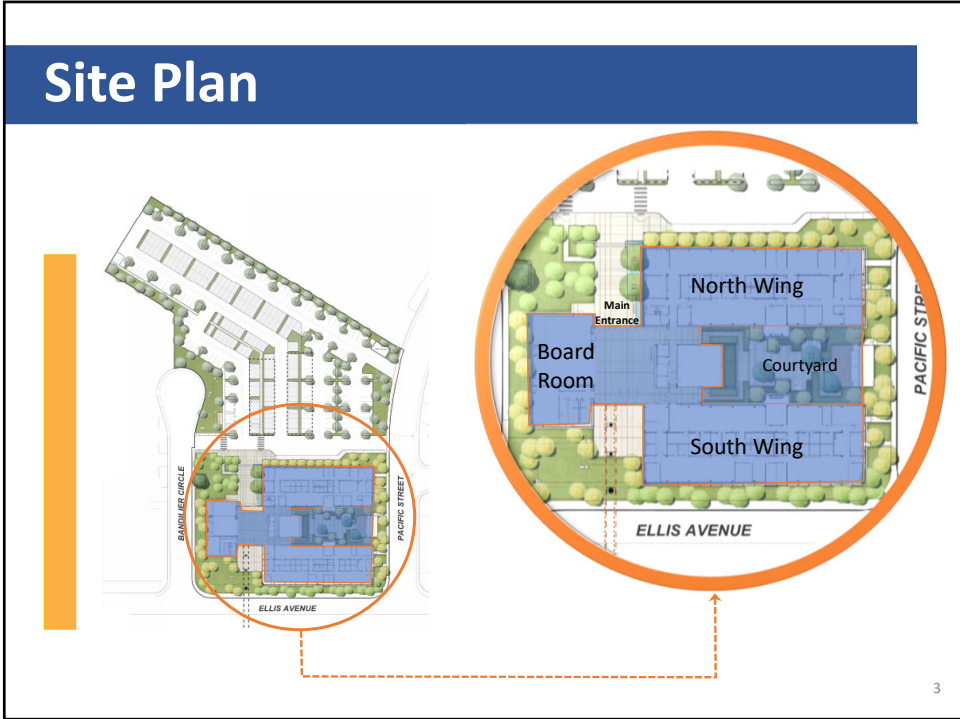 Site Plan
BANDILIER CIRCLE
PACIFIC STREET
ELLIS AVENUE
North Wing
Main
Entrance
Board
Room
Courtyard
South Wing
PACIFIC STRE
ELLIS AVENUE
3